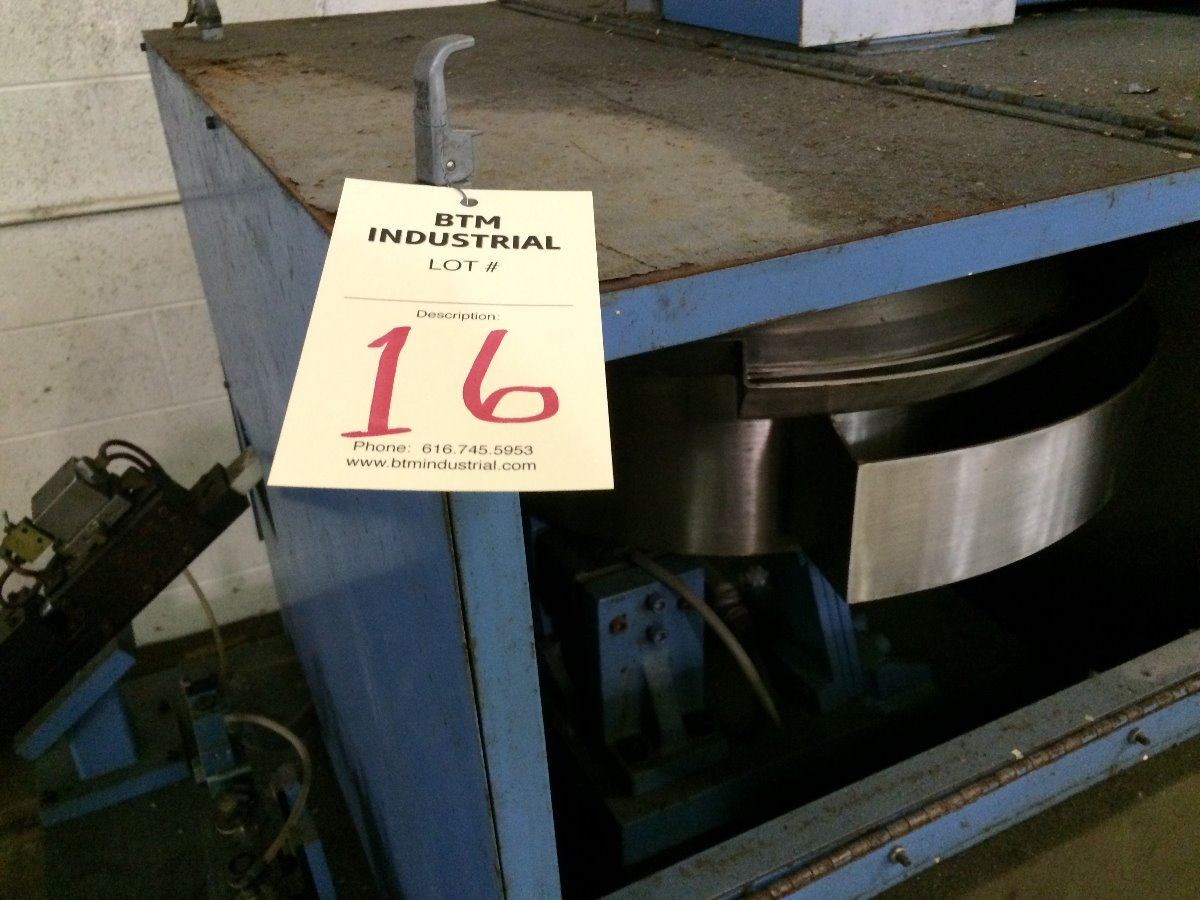 BTM
INDUSTRIAL
LOT #
Description:
16
Phone: 616.745.5953
www.btmindustrial.com